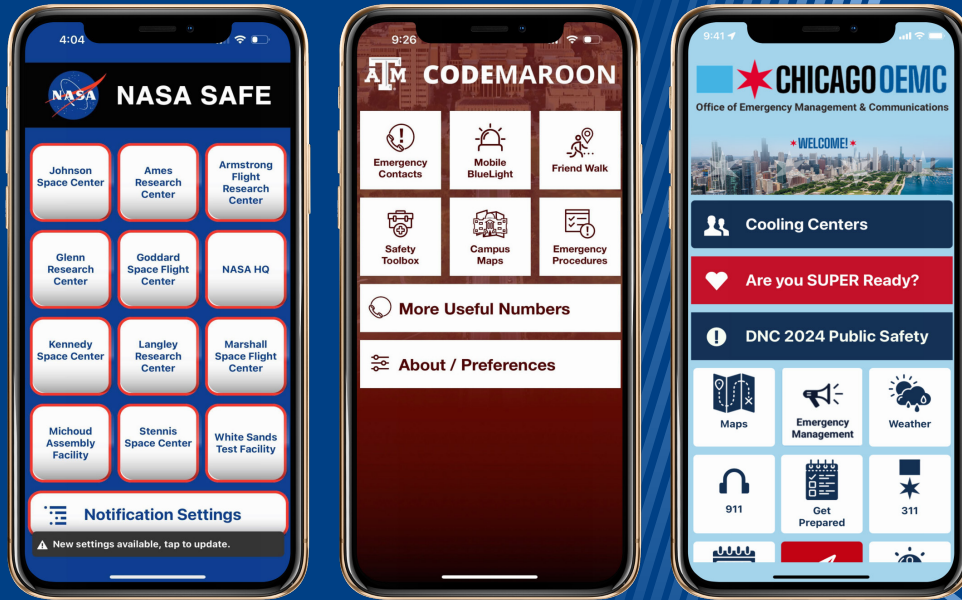 4:04
NASA
NASA SAFE
Johnson
Space Center
Ames
Research
Center
Armstrong
Flight
Research
Center
Glenn
Research
Center
Goddard
Space Flight
Center
NASA HQ
Kennedy
Space Center
Langley
Research
Center
Marshall
Space Flight
Center
Michoud
Assembly
Facility
Stennis
Space Center
White Sands
Test Facility
Notification Settings
New settings available, tap to update.
9:26
ATM CODEMAROON
Emergency
Contacts
Mobile
BlueLight
Friend Walk
Safety
Toolbox
Campus
Maps
Emergency
Procedures
More Useful Numbers
About / Preferences
9:41
CHICAGO OEMC
Office of Emergency Management & Communications
WELCOME!
Cooling Centers
Are you SUPER Ready?
DNC 2024 Public Safety
Maps
Emergency
Management
Weather
911
Get
Prepared
311